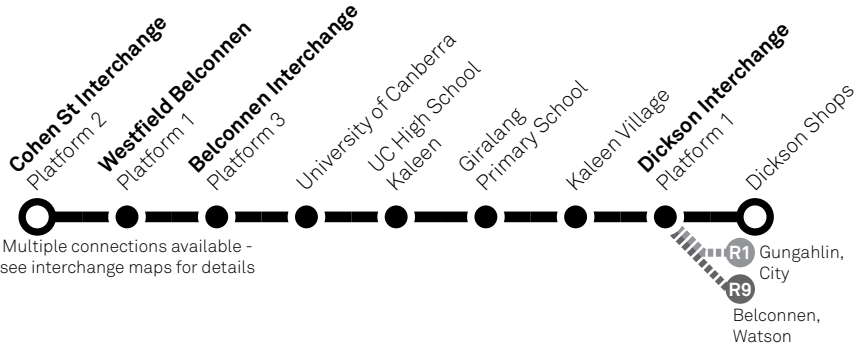 Cohen St Interchange
Platform 2
Westfield Belconnen
Platform 1
Belconnen Interchange
Platform 3
University of Canberra
UC High School
Kaleen
Giralang
Primary School
Kaleen Village
Dickson Interchange
Platform 1
Dickson Shops
Multiple connections available -
see interchange maps for details
R1 Gungahlin,
City
R9
Belconnen,
Watson